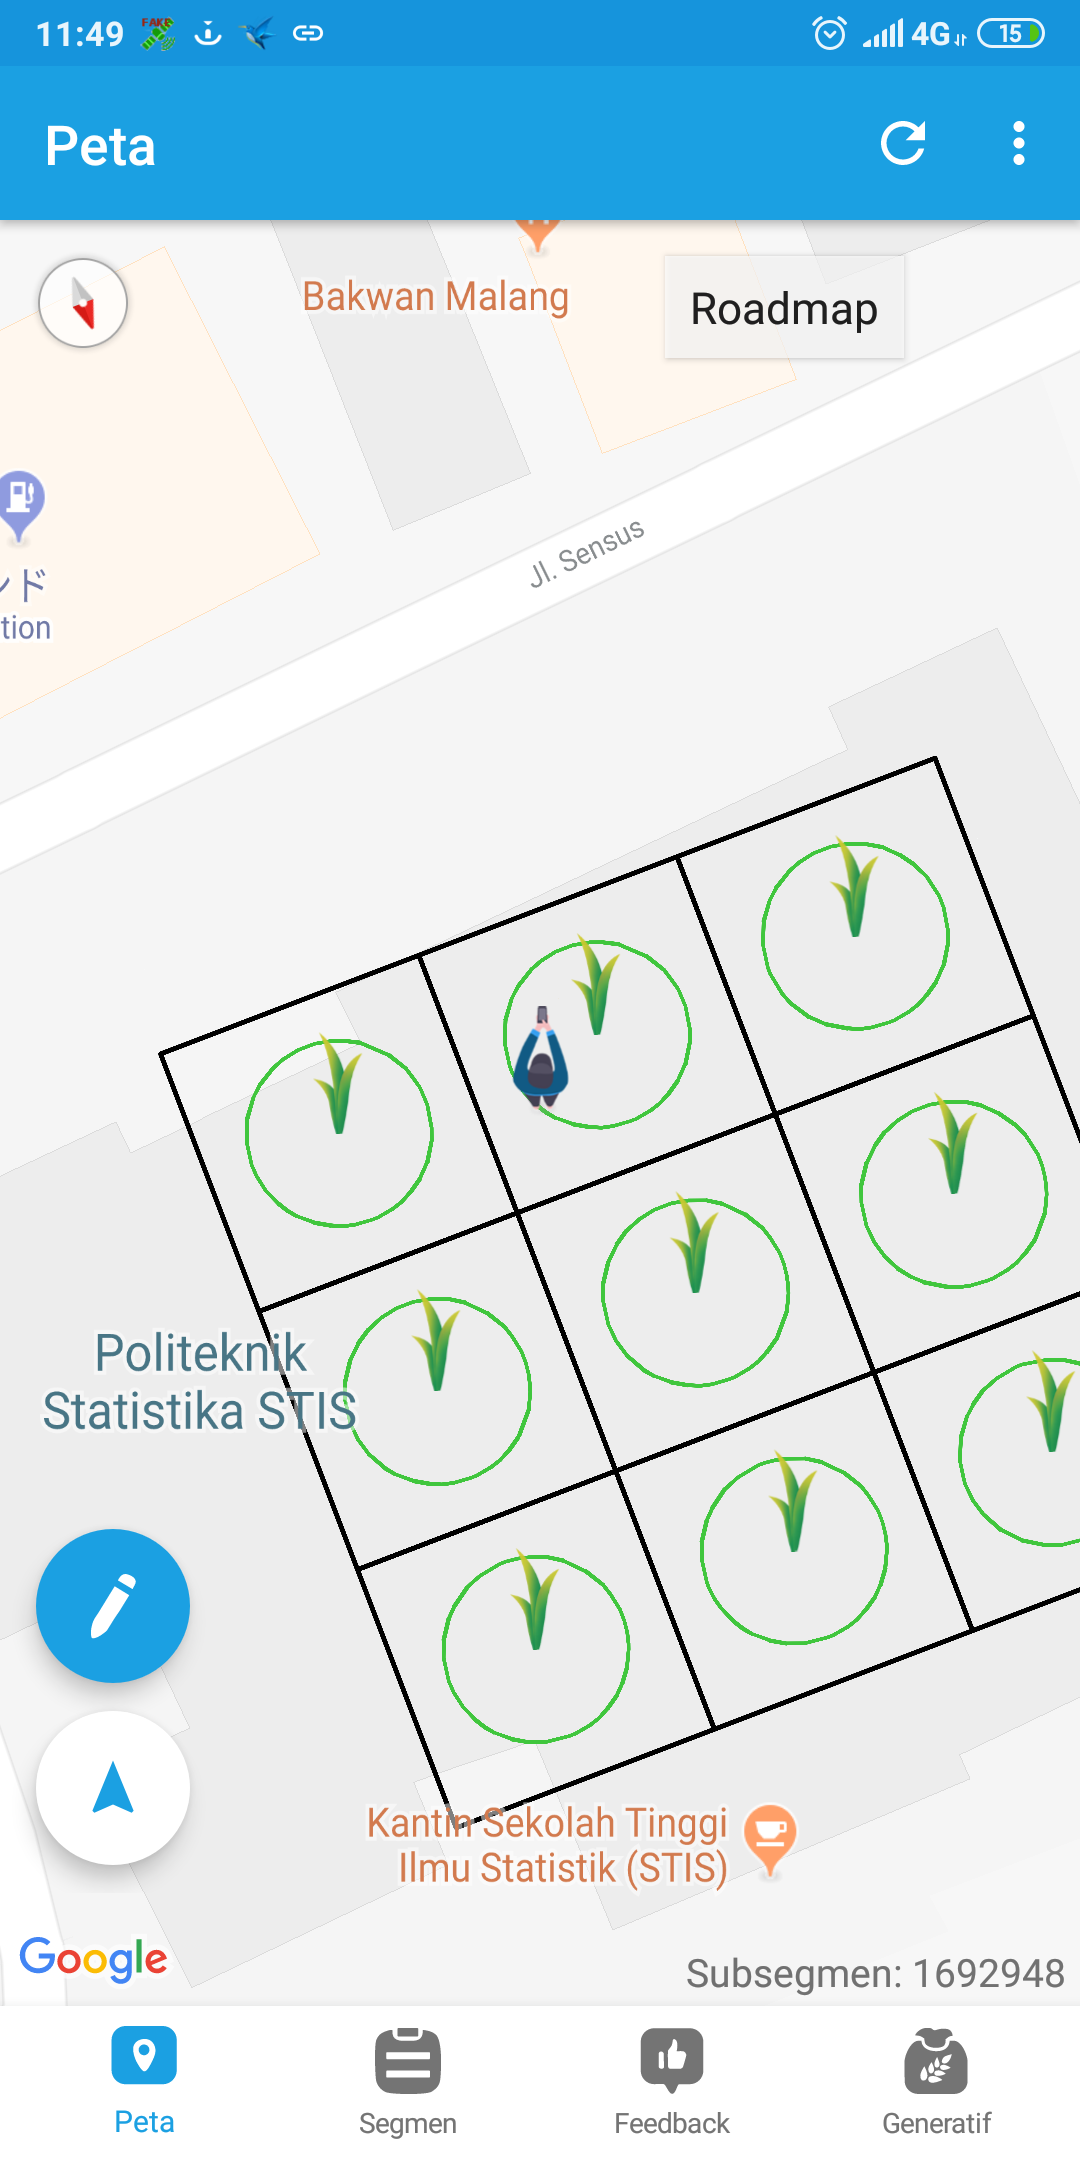 11:49
FAKE
4G
15
Peta
Bakwan Malang
Roadmap
Jl. Sensus
ンド
tion
Politeknik
Statistika STIS
Kantin Sekolah Tinggi
Ilmu Statistik (STIS)
Google
Subsegmen: 1692948
Peta
Segmen
Feedback
Generatif